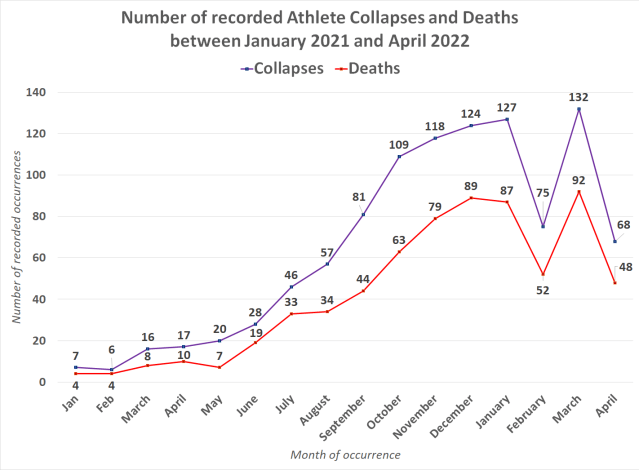 Number of recorded Athlete Collapses and Deaths
between January 2021 and April 2022
Collapses Deaths
140
120
100
80
60
40
20
0
Number of recorded occurrences
7 6 16 17 20 28 46 57 81 109 118 124 127 75 132 68
4 4 8 10 7 19 33 34 44 63 79 89 87 52 92 48
Jan Feb March April May June July August September October November December January February March April
Month of occurrence